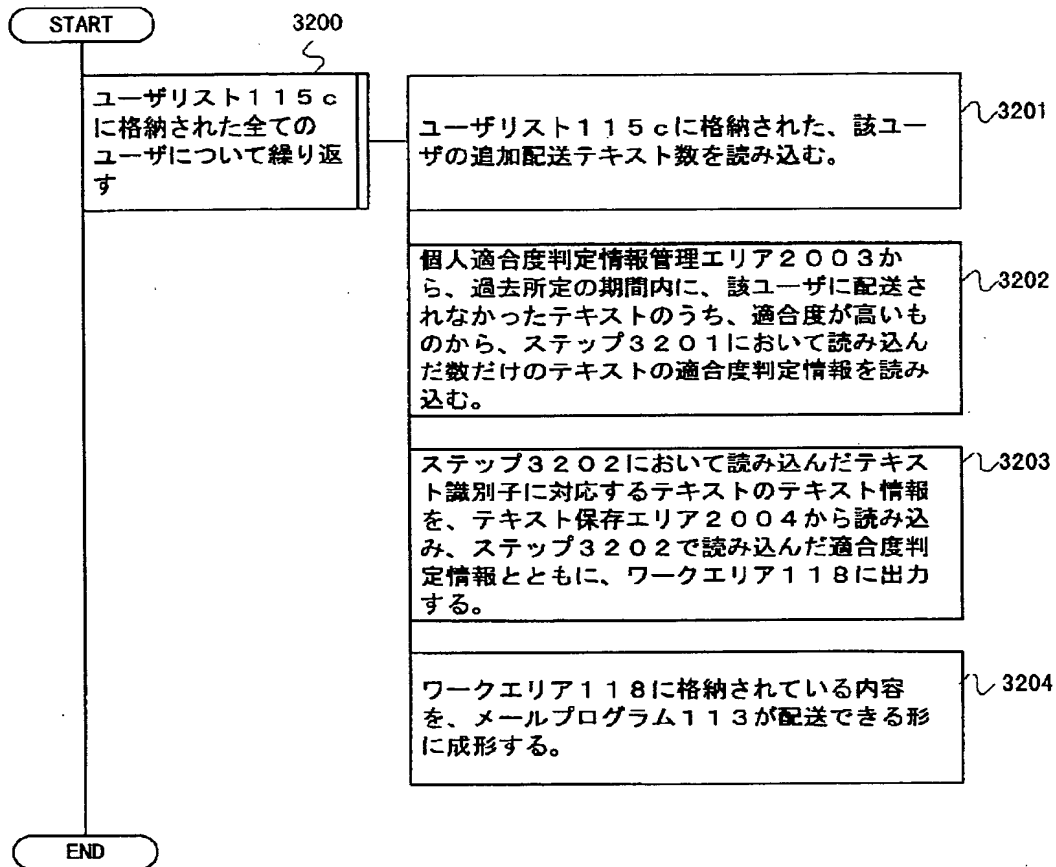 START
3200
ユーザリスト１１５ｃ
に格納された全ての
ユーザについて繰り返
す
ユーザリスト１１５ｃに格納された、該ユー
ザの追加配送テキスト数を読み込む。
3201
個人適合度判定情報管理エリア２００３か
ら、過去所定の期間内に、該ユーザに配送さ
れなかったテキストのうち、適合度が高いも
のから、ステップ３２０１において読み込ん
だ数だけのテキストの適合度判定情報を読み
込む。
3202
ステップ３２０２において読み込んだテキス
ト識別子に対応するテキストのテキスト情報
を、テキスト保存エリア２００４から読み込
み、ステップ３２０２で読み込んだ適合度判
定情報とともに、ワークエリア１１８に出力
する。
3203
ワークエリア１１８に格納されている内容
を、メールプログラム１１３が配送できる形
に成形する。
3204
END